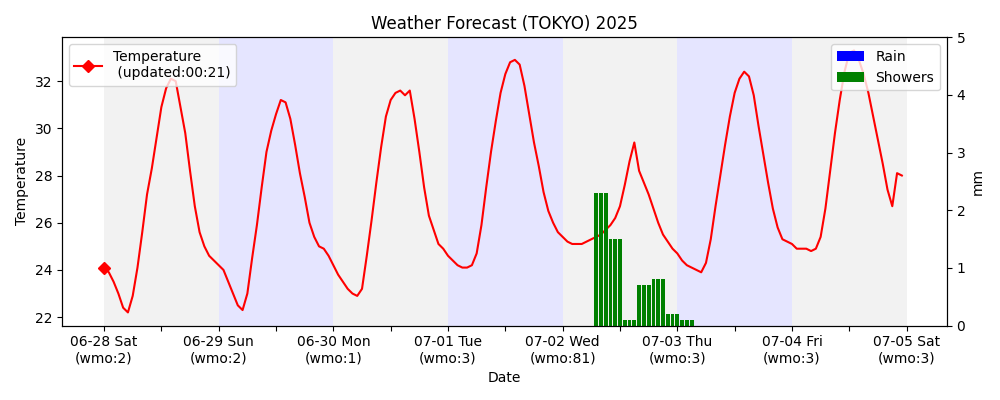 Weather Forecast (TOKYO) 2025
Temperature
(updated:00:21)
Rain
Showers
Temperature
32
30
28
26
24
22
5
4
3
2
1
0
mm
06-28 Sat
(wmo:2)
06-29 Sun
(wmo:2)
06-30 Mon
(wmo:1)
07-01 Tue
(wmo:3)
07-02 Wed
(wmo:81)
07-03 Thu
(wmo:3)
07-04 Fri
(wmo:3)
07-05 Sat
(wmo:3)
Date